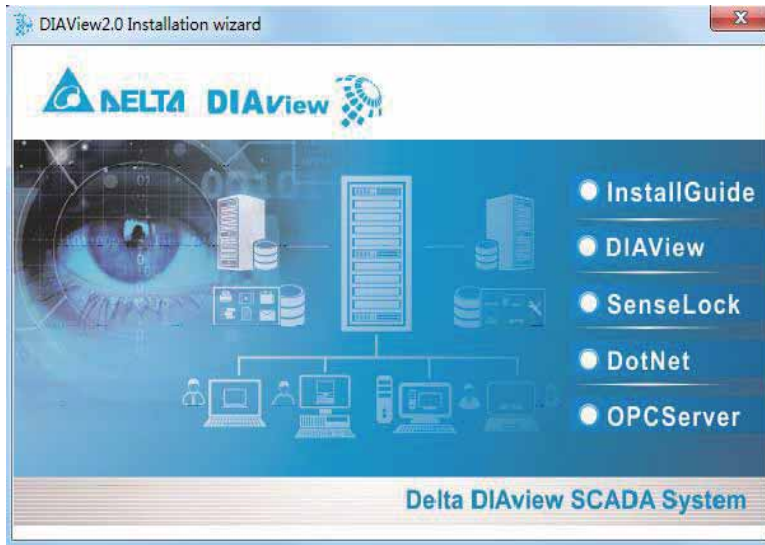 DIAView2.0 Installation wizard
DELTA DIAView
InstallGuide
DIAView
SenseLock
DotNet
OPCServer
Delta DIAview SCADA System